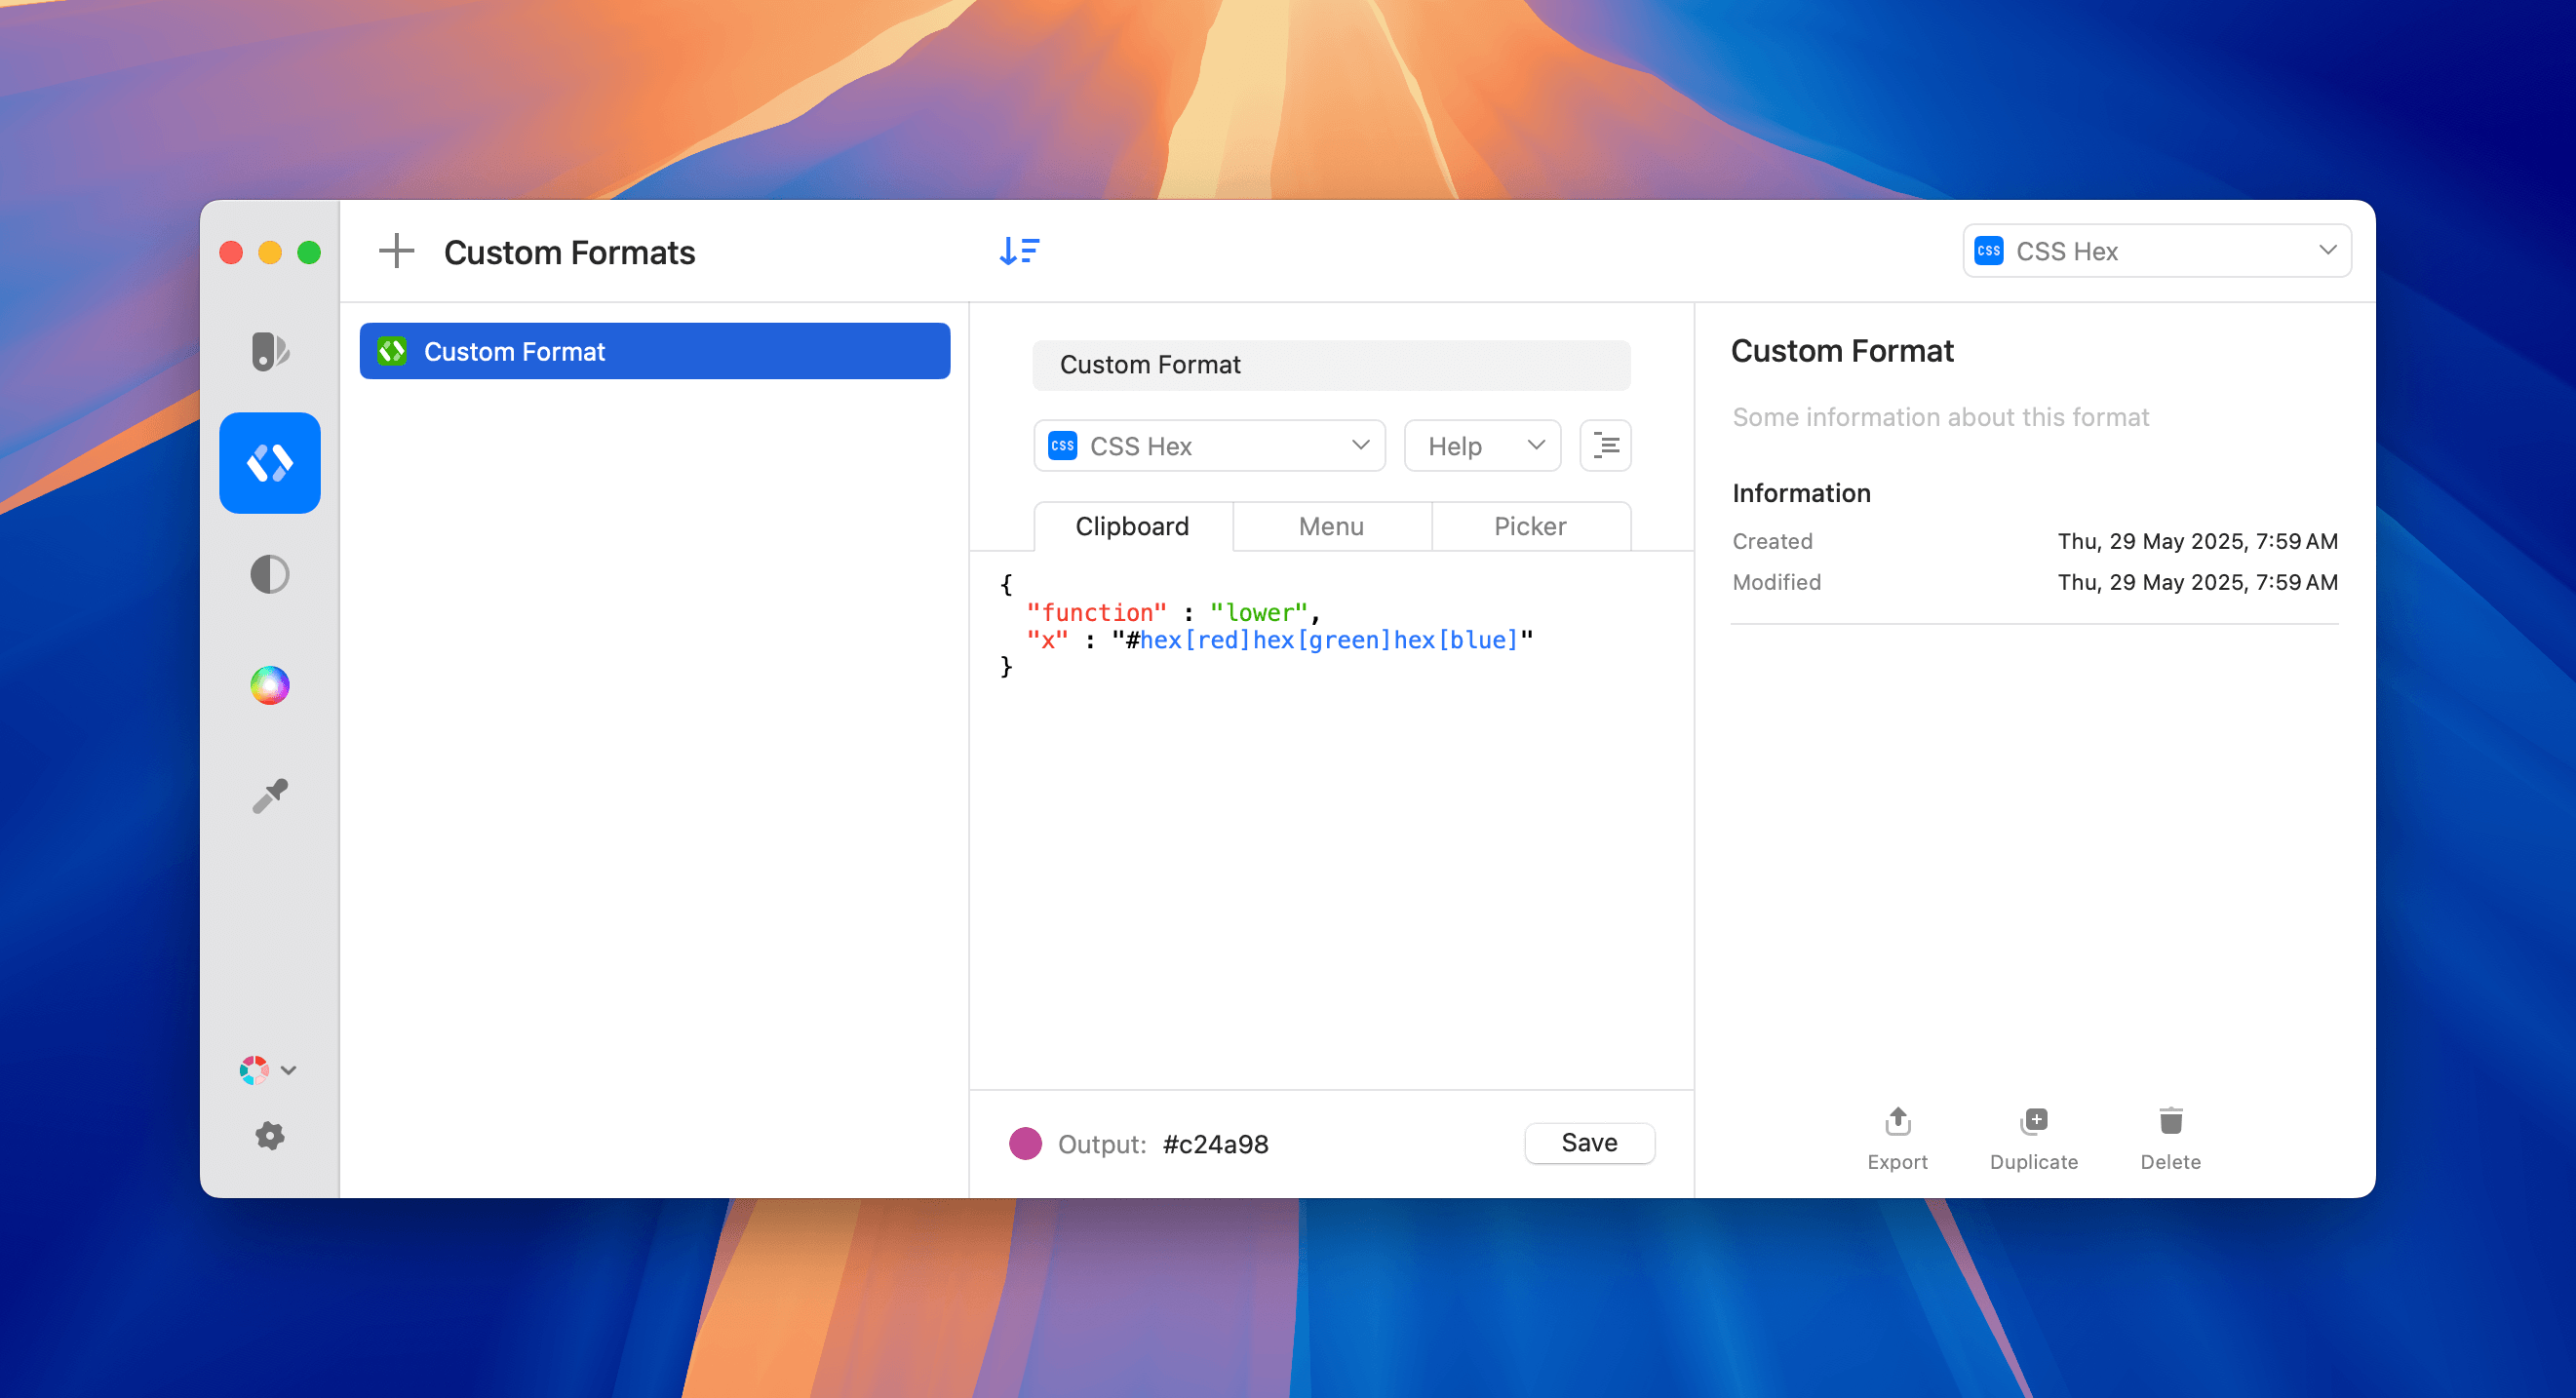 Custom Formats
CSS CSS Hex
Custom Format
Custom Format
CSS CSS Hex
Help
Clipboard
Menu
Picker
{
"function" : "lower",
"x" : "#hex[red]hex[green]hex[blue]"
}
Output: #c24a98
Save
Custom Format
Some information about this format
Information
Created Thu, 29 May 2025, 7:59 AM
Modified Thu, 29 May 2025, 7:59 AM
Export
Duplicate
Delete